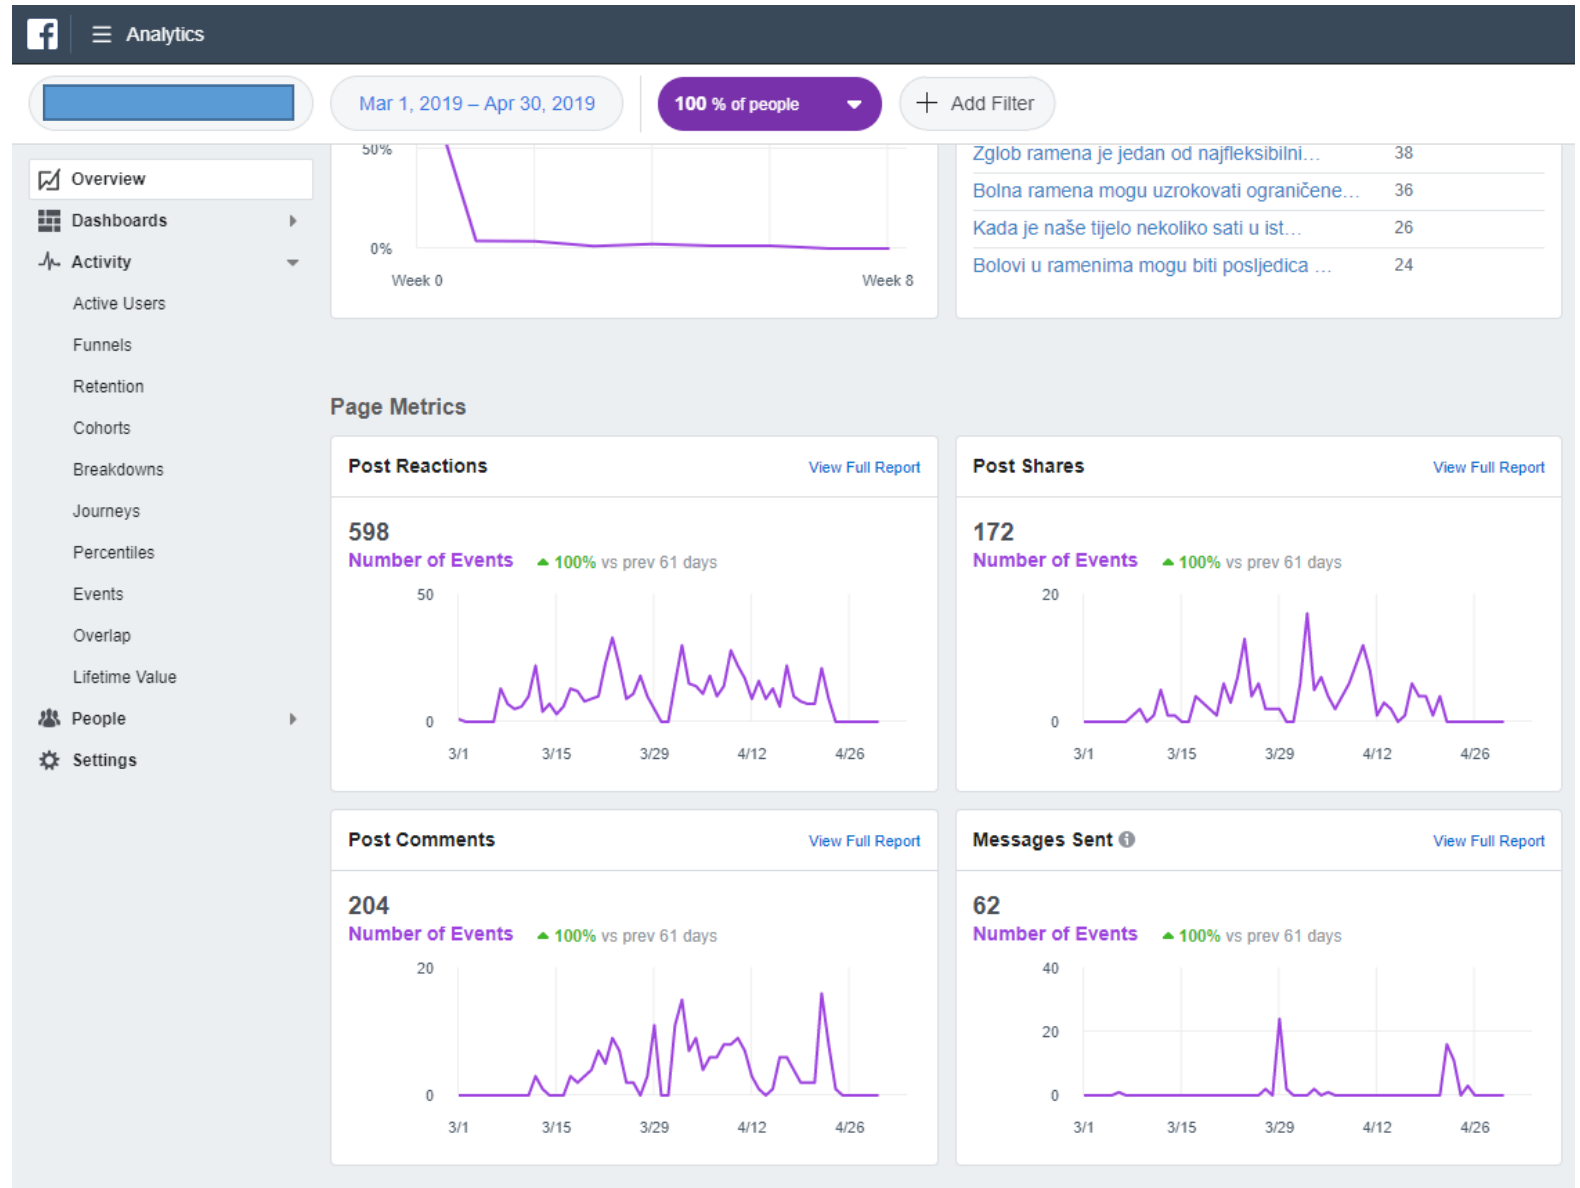 Analytics
Mar 1, 2019 – Apr 30, 2019
100 % of people
Add Filter
Overview
Dashboards
Activity
Active Users
Funnels
Retention
Cohorts
Breakdowns
Journeys
Percentiles
Events
Overlap
Lifetime Value
People
Settings
50%
0%
Week 0
Week 8
Zglob ramena je jedan od najfleksibilni... 38
Bolna ramena mogu uzrokovati ograničene... 36
Kada je naše tijelo nekoliko sati u ist... 26
Bolovi u ramenima mogu biti posljedica ... 24
Page Metrics
Post Reactions
View Full Report
598
Number of Events
100% vs prev 61 days
50
0
3/1 3/15 3/29 4/12 4/26
Post Shares
View Full Report
172
Number of Events
100% vs prev 61 days
20
0
3/1 3/15 3/29 4/12 4/26
Post Comments
View Full Report
204
Number of Events
100% vs prev 61 days
20
0
3/1 3/15 3/29 4/12 4/26
Messages Sent
View Full Report
62
Number of Events
100% vs prev 61 days
40
20
0
3/1 3/15 3/29 4/12 4/26